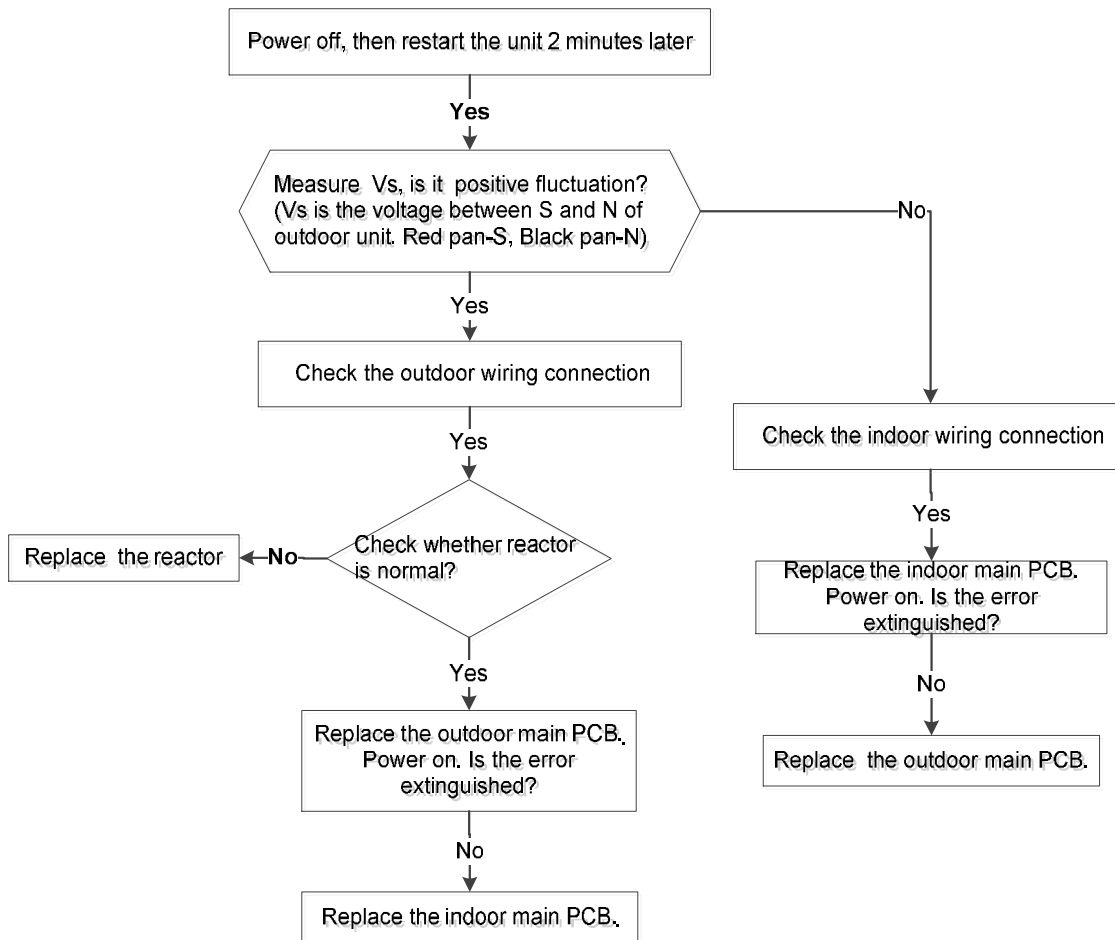 Power off, then restart the unit 2 minutes later
Yes
Measure Vs, is it positive fluctuation?
(Vs is the voltage between S and N of
outdoor unit. Red pan-S, Black pan-N)
No
Yes
Check the outdoor wiring connection
Yes
Check the indoor wiring connection
Yes
Check whether reactor
is normal?
No
Replace the reactor
Replace the indoor main PCB.
Power on. Is the error
extinguished?
Yes
No
Replace the outdoor main PCB.
Power on. Is the error
extinguished?
Replace the outdoor main PCB.
No
Replace the indoor main PCB.